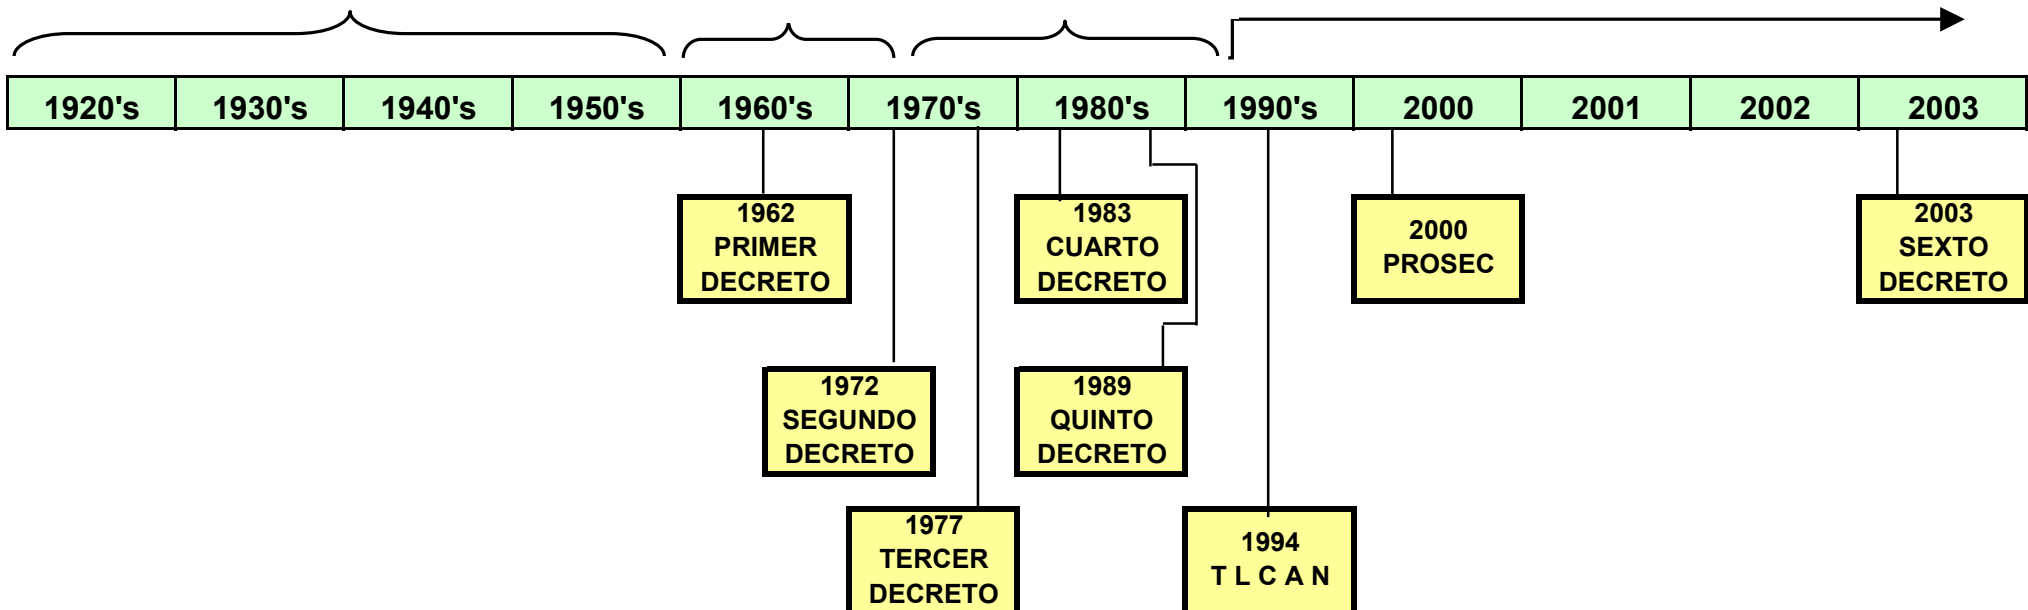 1920's 1930's 1940's 1950's 1960's 1970's 1980's 1990's 2000 2001 2002 2003
1962
PRIMER
DECRETO
1983
CUARTO
DECRETO
2000
PROSEC
2003
SEXTO
DECRETO
1972
SEGUNDO
DECRETO
1989
QUINTO
DECRETO
1977
TERCER
DECRETO
1994
T L C A N